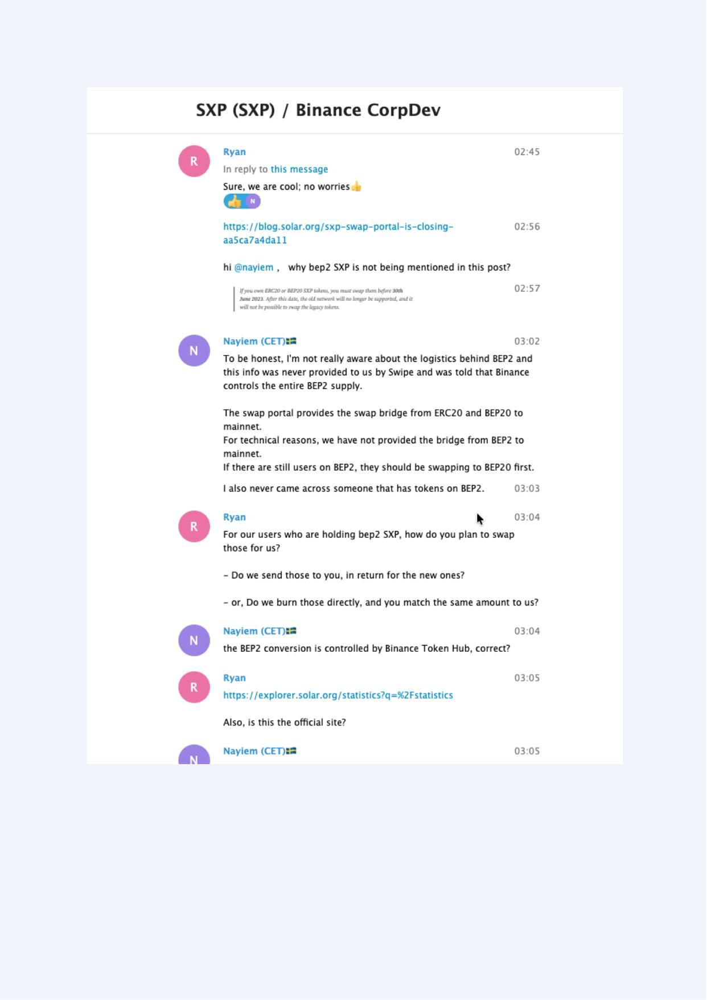 SXP (SXP) / Binance CorpDev
R
Ryan
02:45
In reply to this message
Sure, we are cool; no worries👍
👍 N
https://blog.solar.org/sxp-swap-portal-is-closing-
02:56
aa5ca7a4da11
hi @nayiem ,   why bep2 SXP is not being mentioned in this post?
02:57
If you own ERC20 or BEP20 SXP tokens, you must swap them before 30th
June 2023. After this date, the old network will no longer be supported, and it
will not be possible to swap the legacy tokens.
N
Nayiem (CET)🇸🇪
03:02
To be honest, I'm not really aware about the logistics behind BEP2 and
this info was never provided to us by Swipe and was told that Binance
controls the entire BEP2 supply.
The swap portal provides the swap bridge from ERC20 and BEP20 to
mainnet.
For technical reasons, we have not provided the bridge from BEP2 to
mainnet.
If there are still users on BEP2, they should be swapping to BEP20 first.
I also never came across someone that has tokens on BEP2.
03:03
R
Ryan
03:04
For our users who are holding bep2 SXP, how do you plan to swap
those for us?
- Do we send those to you, in return for the new ones?
- or, Do we burn those directly, and you match the same amount to us?
N
Nayiem (CET)🇸🇪
03:04
the BEP2 conversion is controlled by Binance Token Hub, correct?
R
Ryan
03:05
https://explorer.solar.org/statistics?q=%2Fstatistics
Also, is this the official site?
N
Nayiem (CET)🇸🇪
03:05